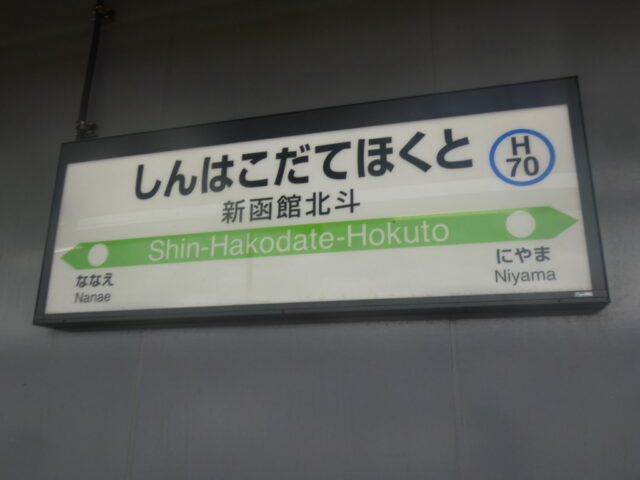 しんはこだてほくと
H
70
新函館北斗
Shin-Hakodate-Hokuto
ななえ
Nanae
にやま
Niyama